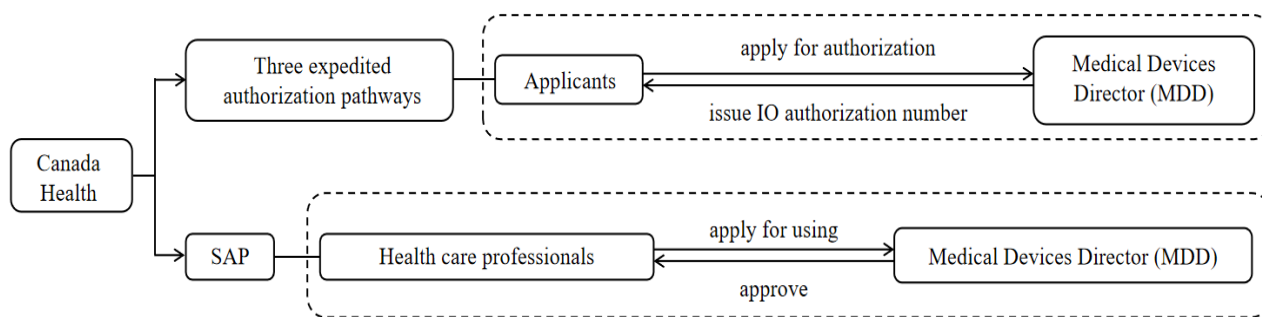 Canada
Health
Three expedited
authorization pathways
Applicants
apply for authorization
issue IO authorization number
Medical Devices
Director (MDD)
SAP
Health care professionals
apply for using
approve
Medical Devices Director (MDD)